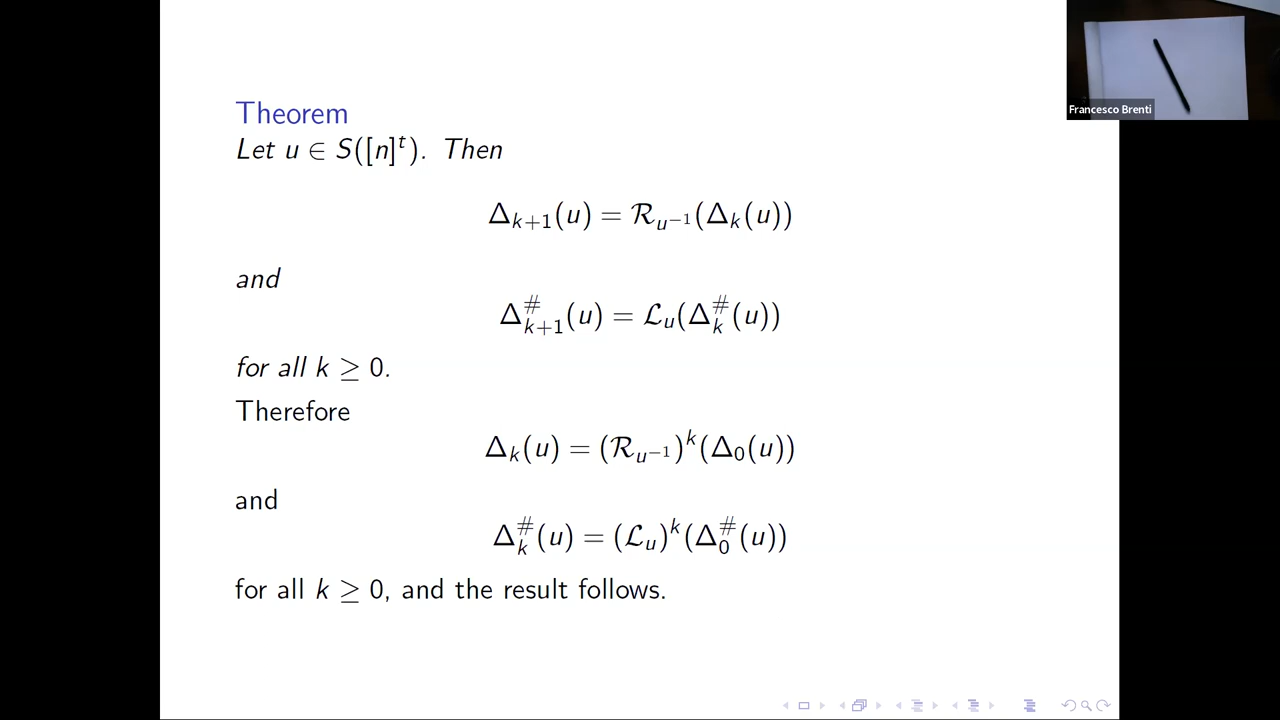 Theorem
Let u ∈ S([n]^t). Then
Δ_{k+1}(u) = ℛ_{u^{-1}}(Δ_k(u))
and
Δ^#_{k+1}(u) = ℒ_u(Δ^#_k(u))
for all k ≥ 0.
Therefore
Δ_k(u) = (ℛ_{u^{-1}})^k(Δ_0(u))
and
Δ^#_k(u) = (ℒ_u)^k(Δ^#_0(u))
for all k ≥ 0, and the result follows.
Francesco Brenti